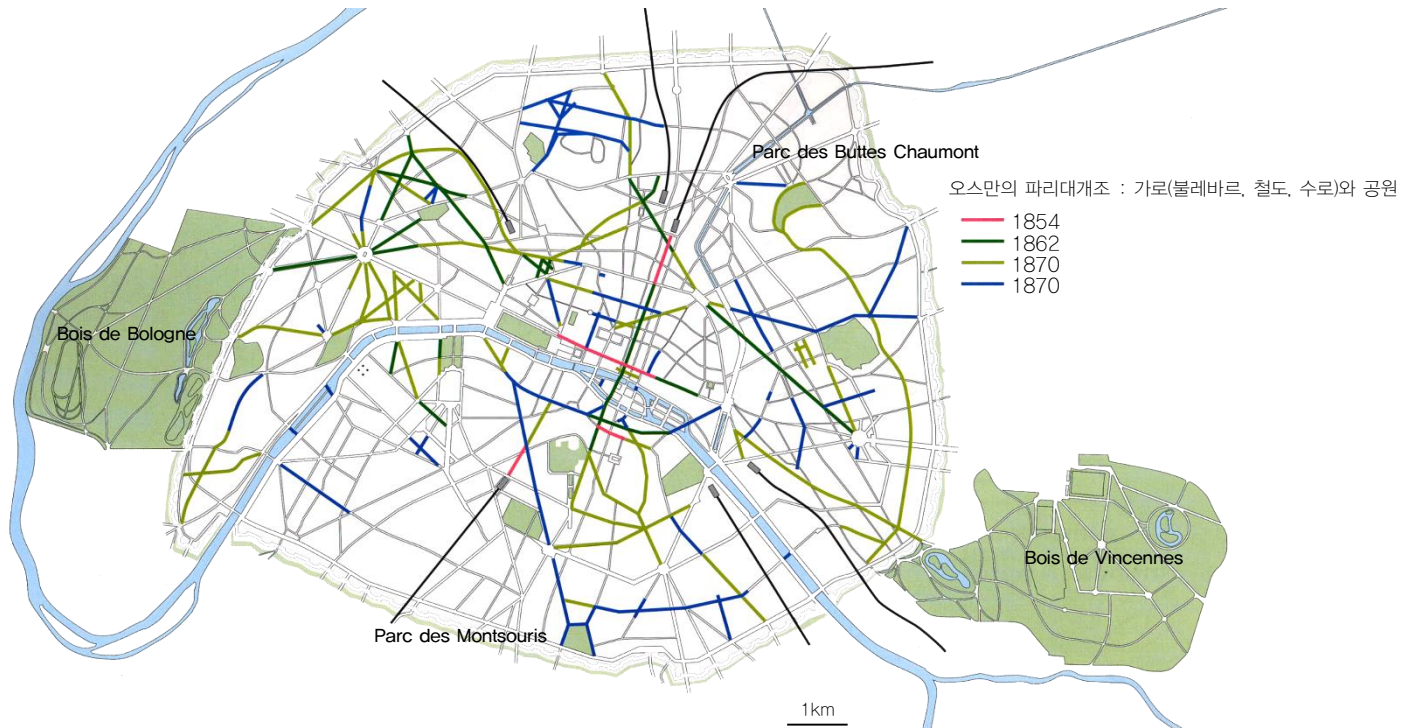 Parc des Buttes Chaumont
오스만의 파리대개조 : 가로(불레바르, 철도, 수로)와 공원
1854
1862
1870
1870
Bois de Bologne
Bois de Vincennes
Parc des Montsouris
1km